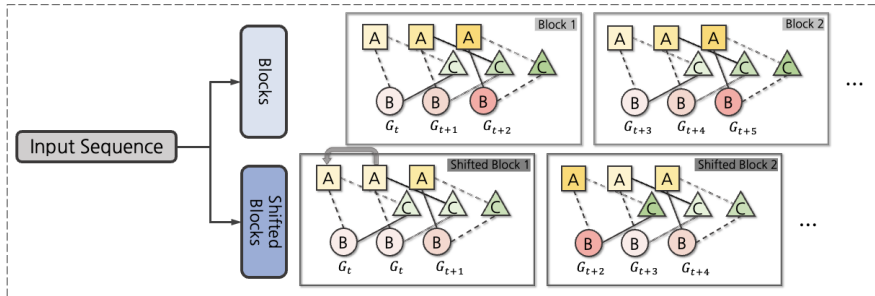 Input Sequence
Blocks
Shifted
Blocks
Block 1
A A A
C C C
B B B
G_t G_{t+1} G_{t+2}
Block 2
A A A
C C C
B B B
G_{t+3} G_{t+4} G_{t+5}
...
Shifted Block 1
A A A
C C C
B B B
G_t G_t G_{t+1}
Shifted Block 2
A A A
C C C
B B B
G_{t+2} G_{t+3} G_{t+4}
...